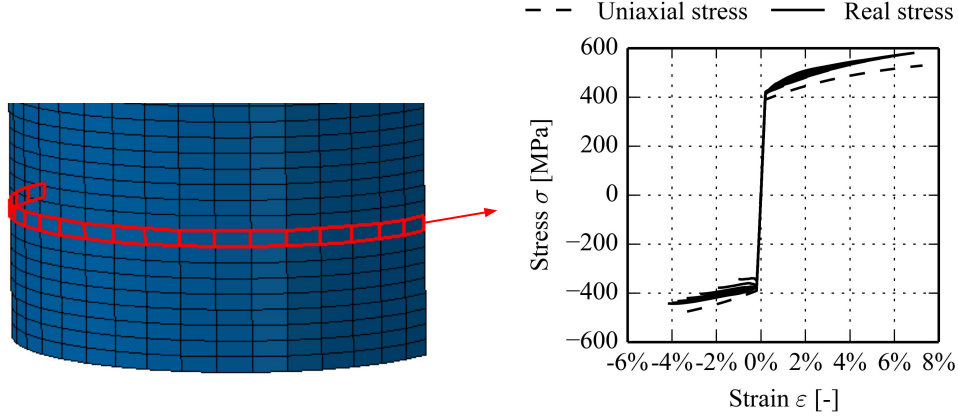 Uniaxial stress Real stress
600
400
200
0
−200
−400
−600
-6% -4% -2% 0% 2% 4% 6% 8%
Stress σ [MPa]
Strain ε [-]